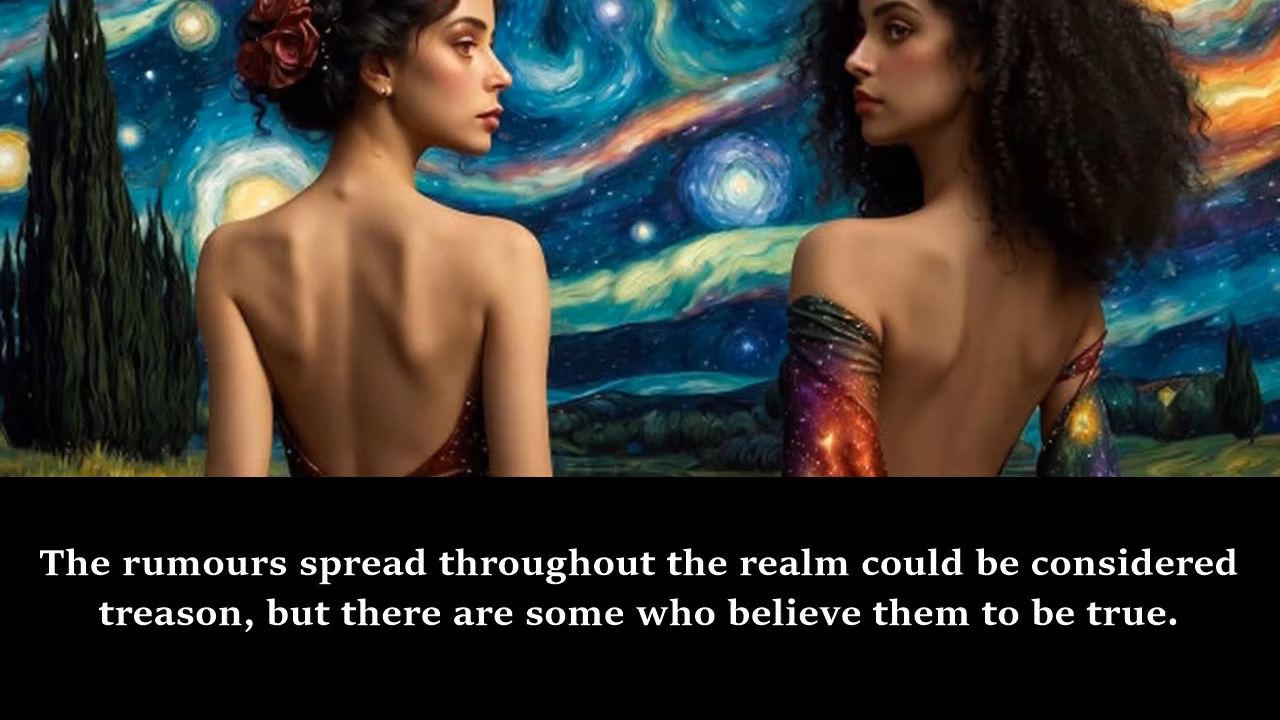 The rumours spread throughout the realm could be considered
treason, but there are some who believe them to be true.